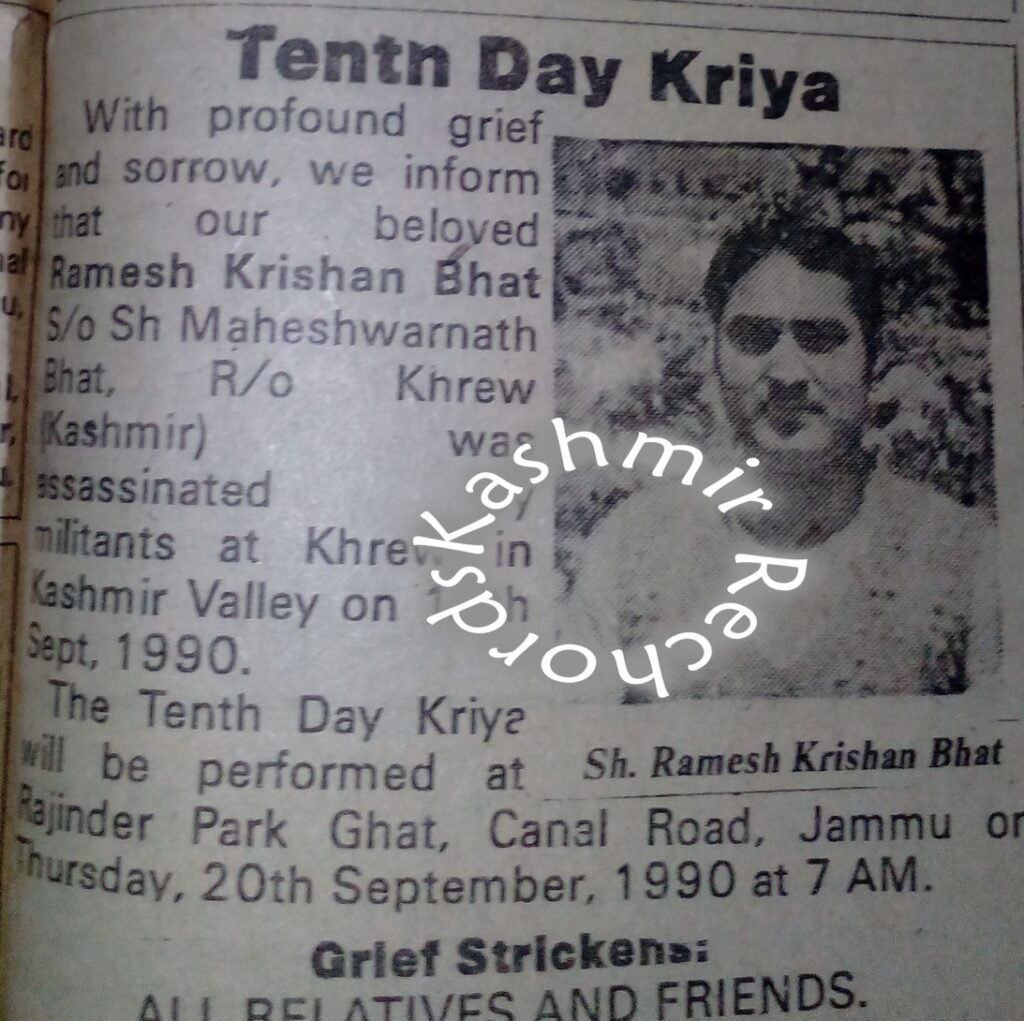 Tenth Day Kriya
With profound grief
and sorrow, we inform
that our beloved
Ramesh Krishan Bhat
S/o Sh Maheshwarnath
Bhat, R/o Khrew
(Kashmir) was
assassinated
militants at Khrew in
Kashmir Valley on
Sept, 1990.
The Tenth Day Kriya
will be performed at
Rajinder Park Ghat, Canal Road, Jammu on
Thursday, 20th September, 1990 at 7 AM.
Sh. Ramesh Krishan Bhat
Grief Strickens:
ALL RELATIVES AND FRIENDS.
Kashmir Rechords